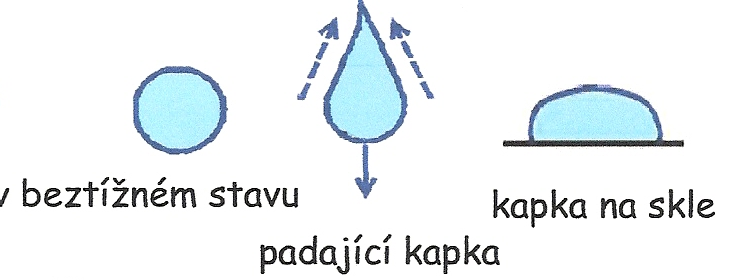 v beztížném stavu
kapka na skle
padající kapka